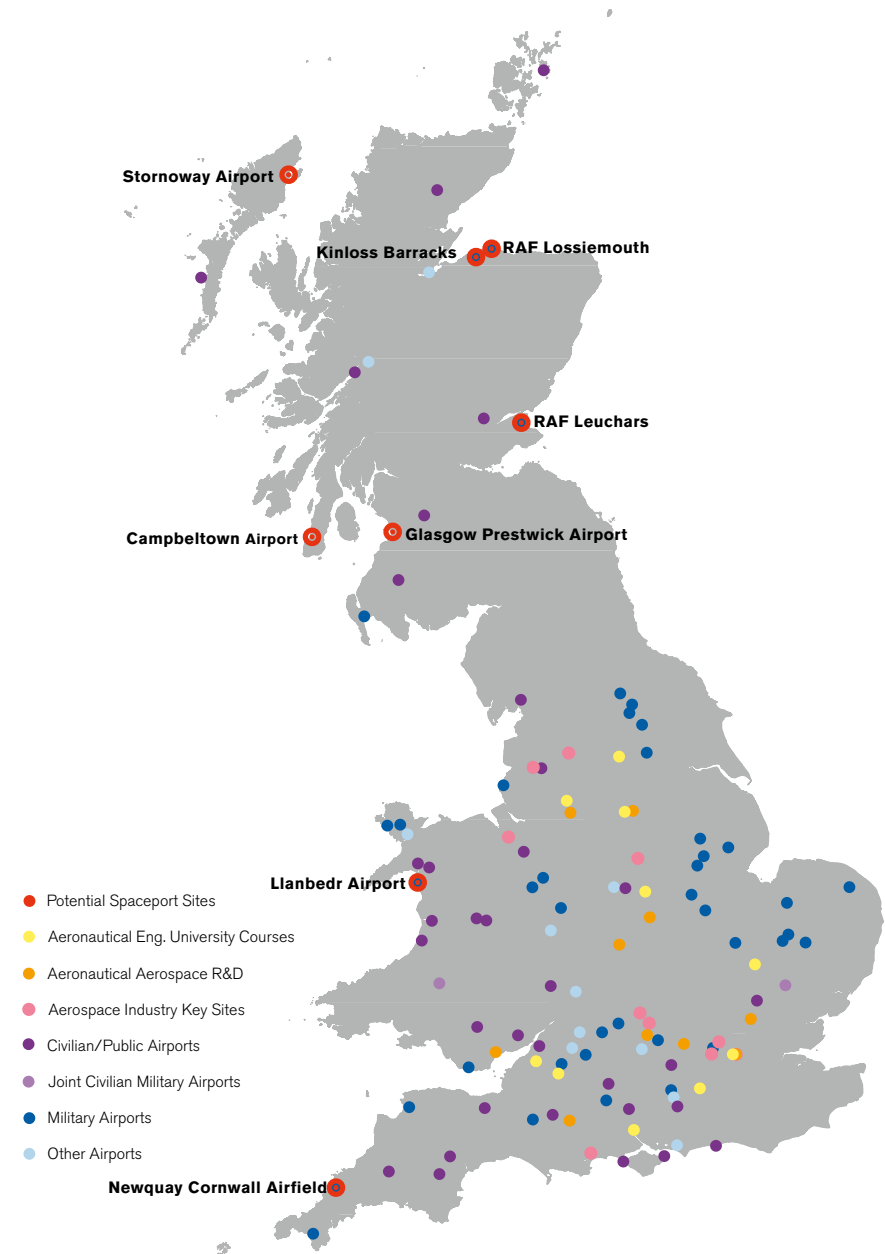 Stornoway Airport
Kinloss Barracks
RAF Lossiemouth
RAF Leuchars
Campbeltown Airport
Glasgow Prestwick Airport
Llanbedr Airport
Potential Spaceport Sites
Aeronautical Eng. University Courses
Aeronautical Aerospace R&D
Aerospace Industry Key Sites
Civilian/Public Airports
Joint Civilian Military Airports
Military Airports
Other Airports
Newquay Cornwall Airfield